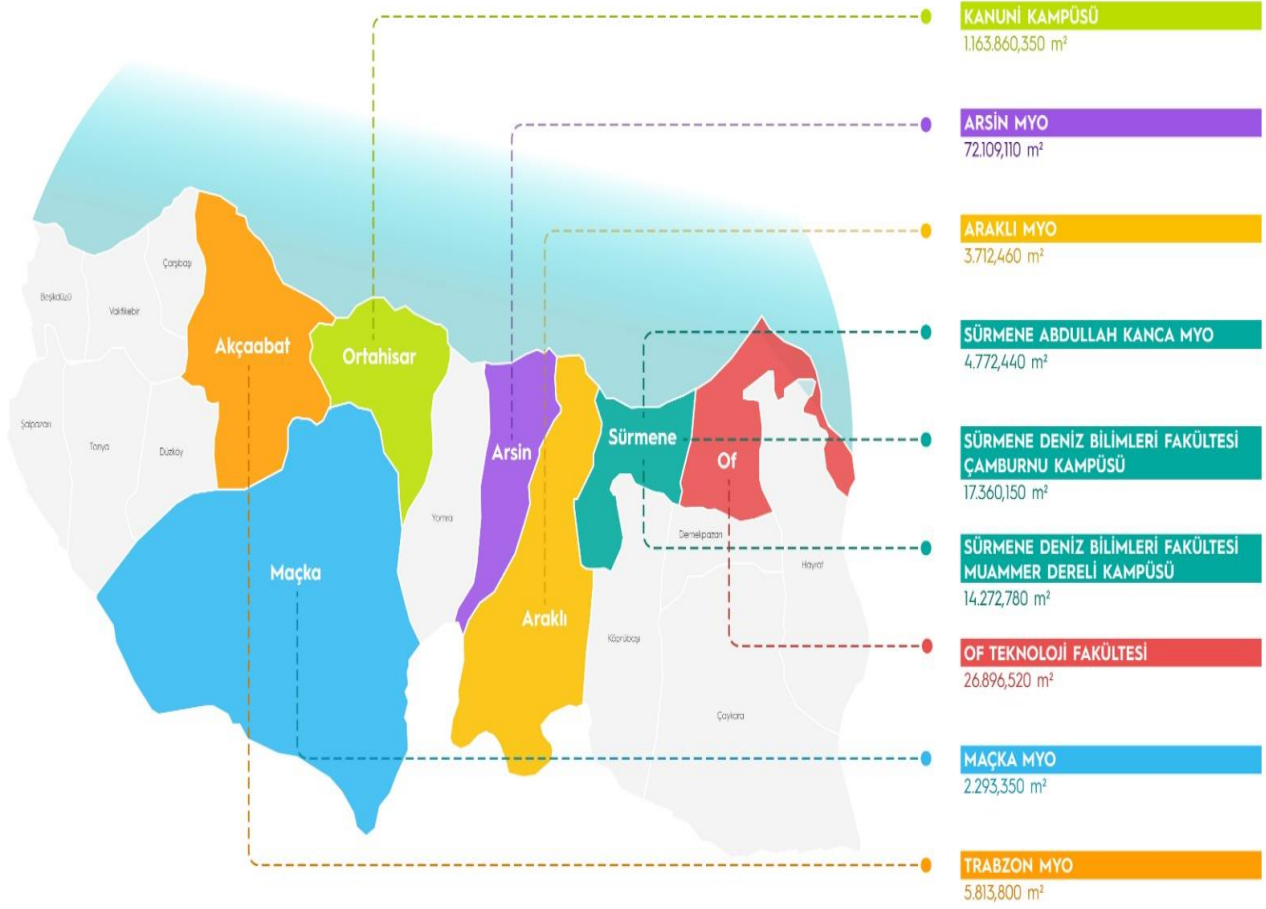 KANUNİ KAMPÜSÜ
1.163.860,350 m²
ARSİN MYO
72.109,110 m²
ARAKLI MYO
3.712,460 m²
SÜRMENE ABDULLAH KANCA MYO
4.772,440 m²
SÜRMENE DENİZ BİLİMLERİ FAKÜLTESİ
ÇAMBURNU KAMPÜSÜ
17.360,150 m²
SÜRMENE DENİZ BİLİMLERİ FAKÜLTESİ
MUAMMER DERELİ KAMPÜSÜ
14.272,780 m²
OF TEKNOLOJİ FAKÜLTESİ
26.896,520 m²
MAÇKA MYO
2.293,350 m²
TRABZON MYO
5.813,800 m²
Beşikdüzü
Vakfıkebir
Çarşıbaşı
Akçaabat
Ortahisar
Şalpazarı
Tonya
Düzköy
Maçka
Yomra
Arsin
Araklı
Sürmene
Of
Dernekpazarı
Hayrat
Köprübaşı
Çaykara